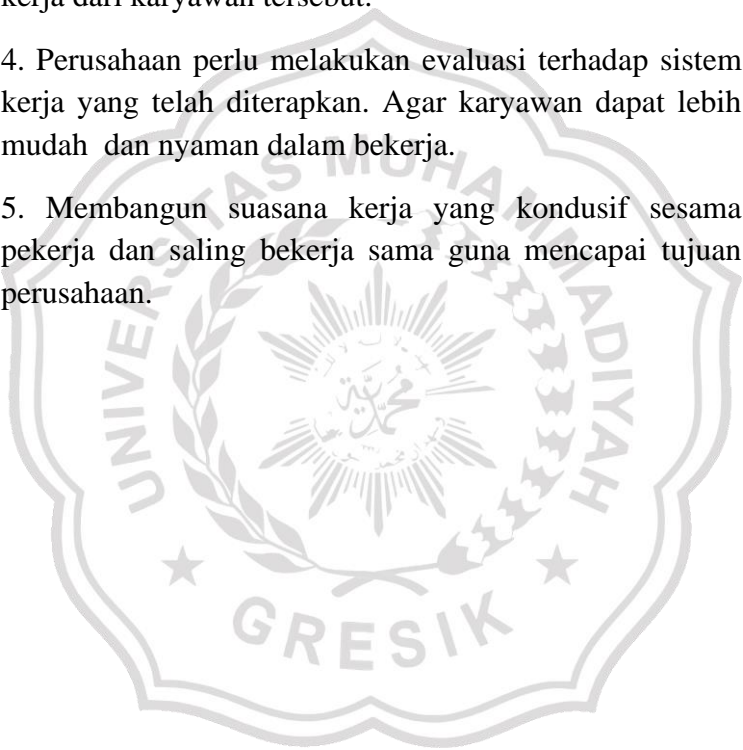 kerja dari karyawan tersebut.
4. Perusahaan perlu melakukan evaluasi terhadap sistem
kerja yang telah diterapkan. Agar karyawan dapat lebih
mudah dan nyaman dalam bekerja.
5. Membangun suasana kerja yang kondusif sesama
pekerja dan saling bekerja sama guna mencapai tujuan
perusahaan.
UNIVERSITAS MUHAMMADIYAH
محمد
GRESIK